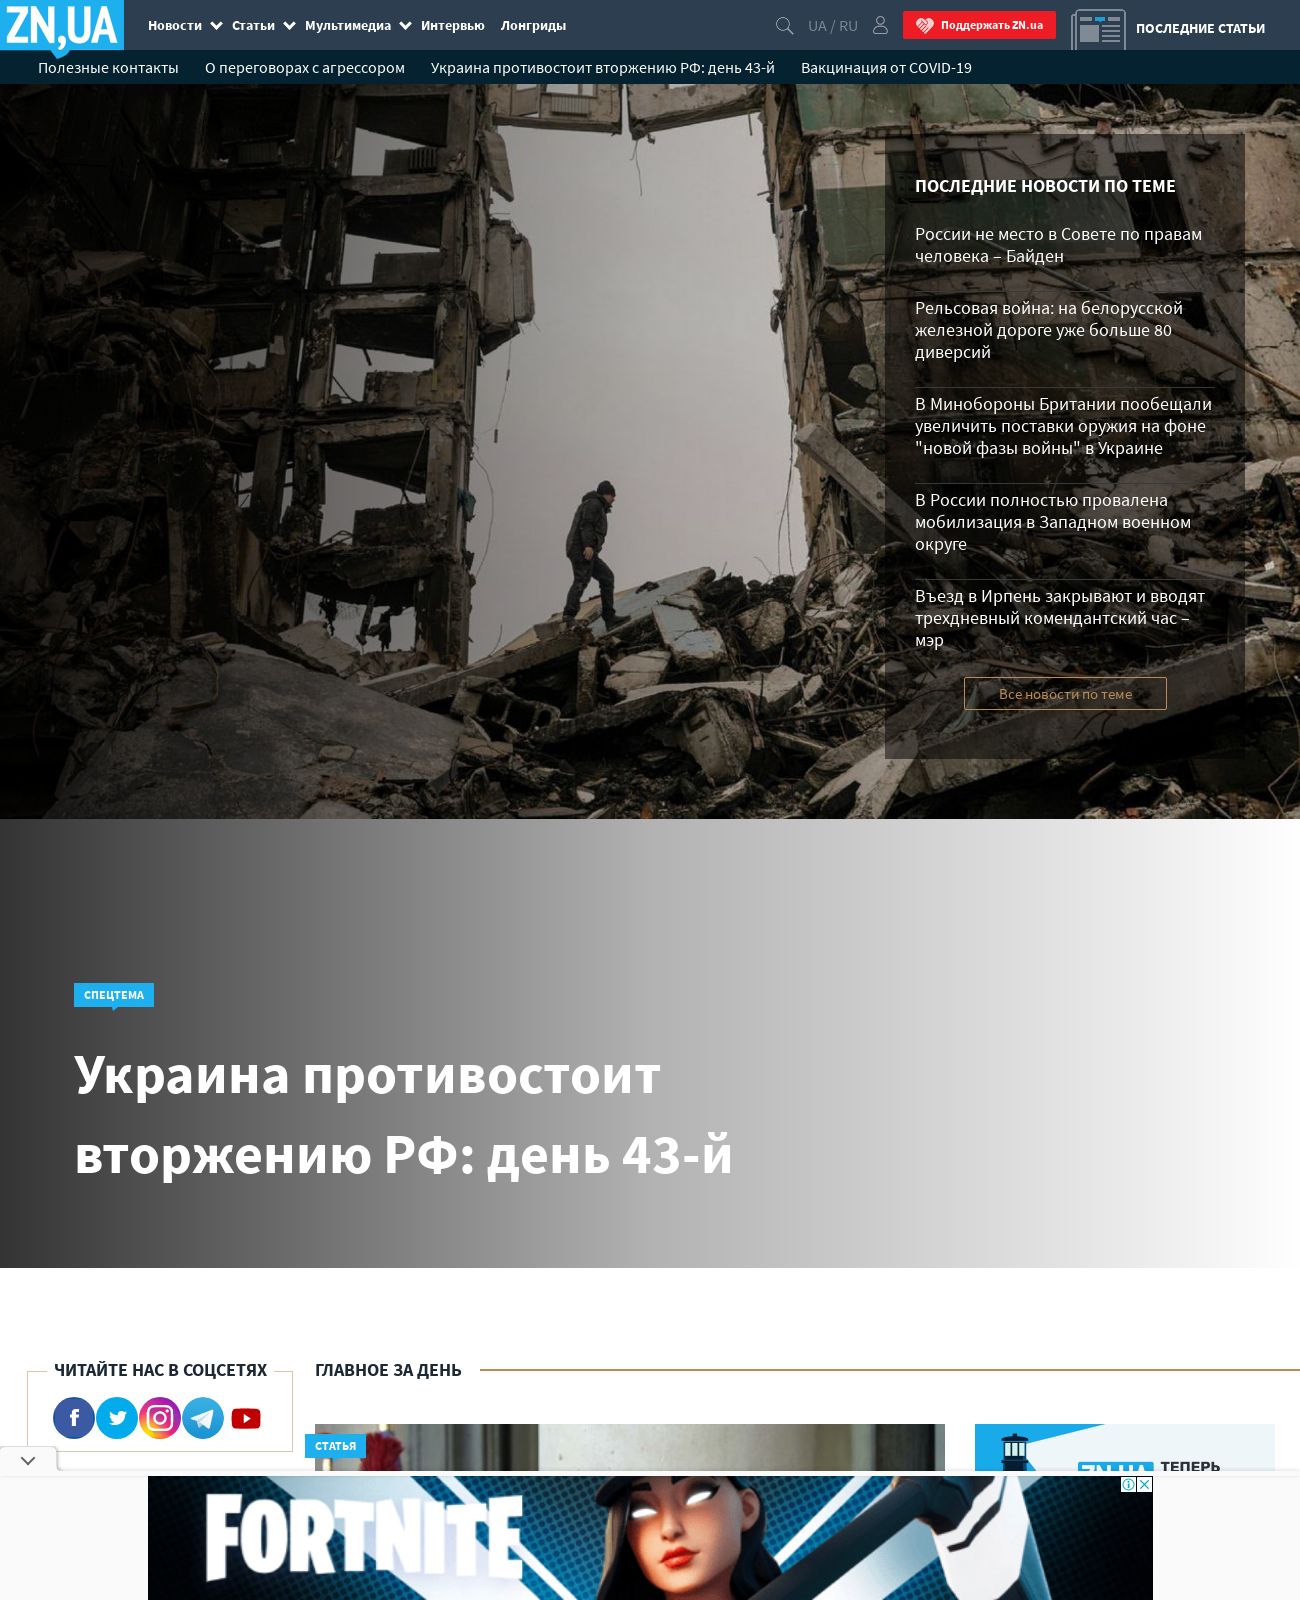 ZN,UA
Новости
Статьи
Мультимедиа
Интервью
Лонгриды
UA / RU
Поддержать ZN.ua
ПОСЛЕДНИЕ СТАТЬИ
Полезные контакты
О переговорах с агрессором
Украина противостоит вторжению РФ: день 43-й
Вакцинация от COVID-19
ПОСЛЕДНИЕ НОВОСТИ ПО ТЕМЕ
России не место в Совете по правам
человека – Байден
Рельсовая война: на белорусской
железной дороге уже больше 80
диверсий
В Минобороны Британии пообещали
увеличить поставки оружия на фоне
"новой фазы войны" в Украине
В России полностью провалена
мобилизация в Западном военном
округе
Въезд в Ирпень закрывают и вводят
трехдневный комендантский час –
мэр
Все новости по теме
СПЕЦТЕМА
Украина противостоит
вторжению РФ: день 43-й
ЧИТАЙТЕ НАС В СОЦСЕТЯХ
ГЛАВНОЕ ЗА ДЕНЬ
СТАТЬЯ
ZN,UA ТЕПЕРЬ
FORTNITE